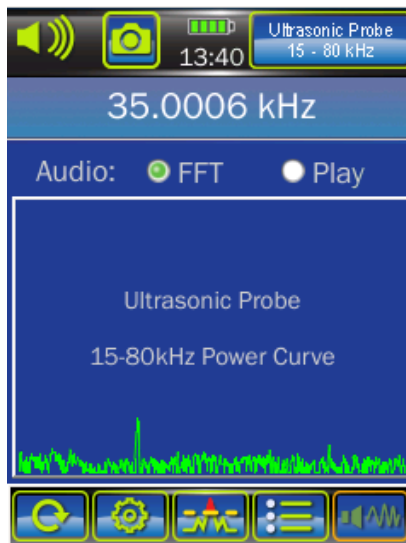 Ultrasonic Probe
15 - 80 kHz
13:40
35.0006 kHz
Audio: FFT Play
Ultrasonic Probe
15-80kHz Power Curve